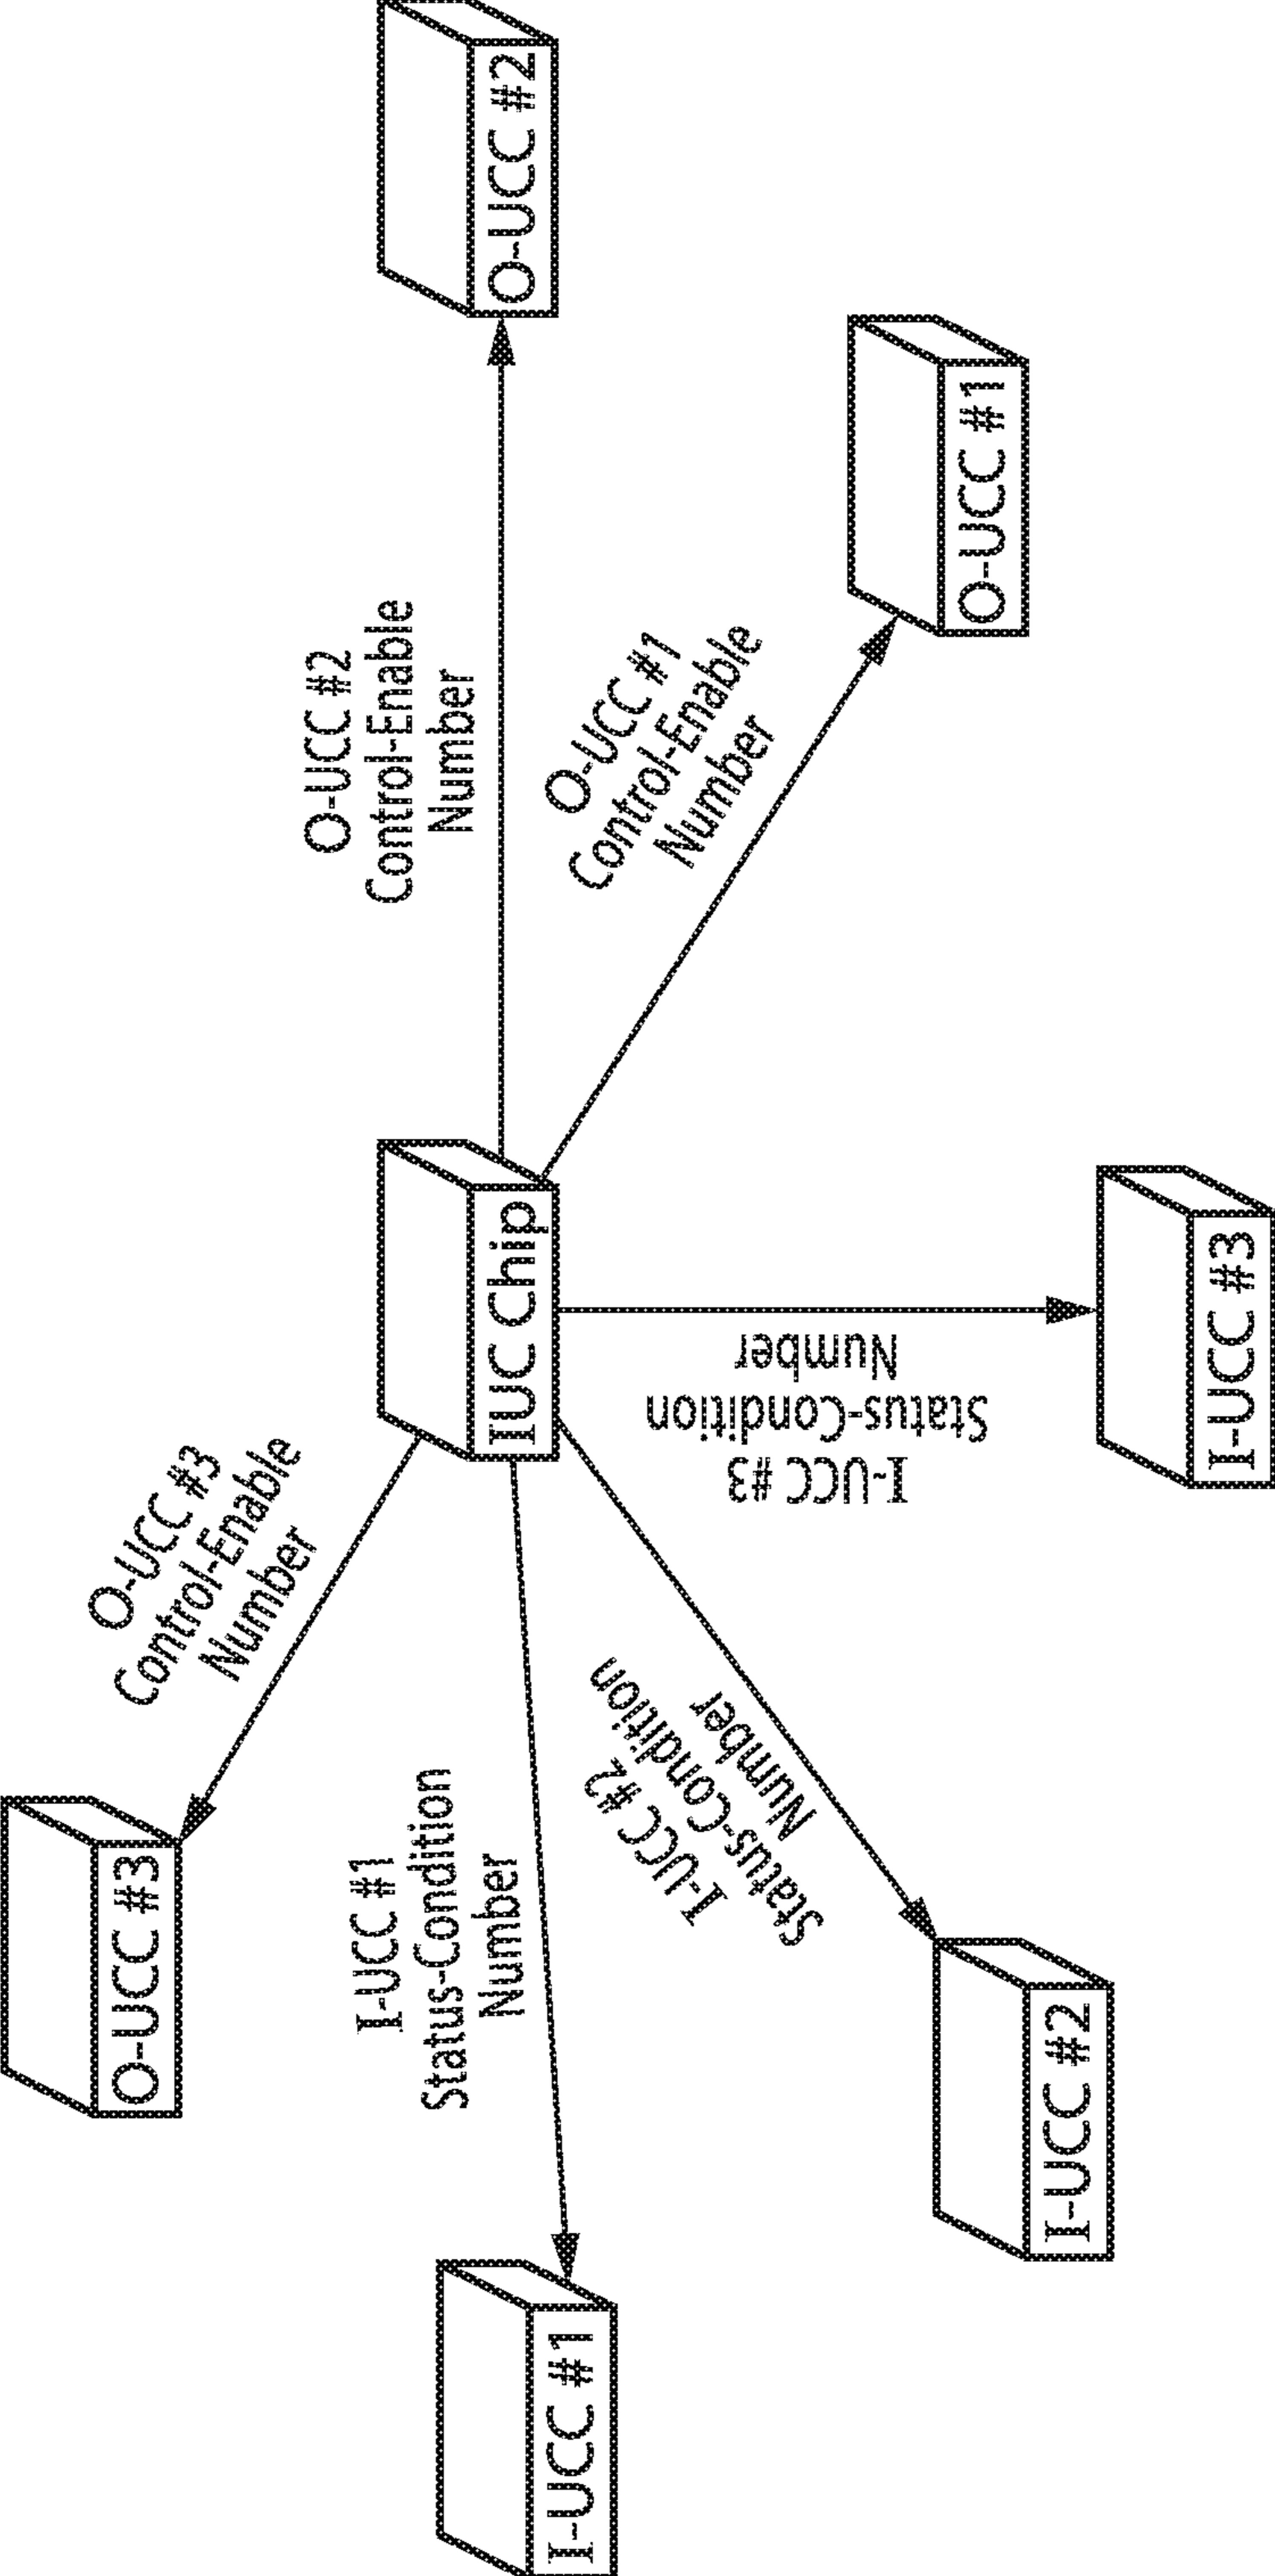 O-UCC #3
O-UCC #3
Control-Enable
Number
I-UCC #1
I-UCC #1
Status-Condition
Number
IUC Chip
O-UCC #2
Control-Enable
Number
O-UCC #2
O-UCC #1
Control-Enable
Number
O-UCC #1
I-UCC #2
Status-Condition
Number
I-UCC #2
I-UCC #3
Status-Condition
Number
I-UCC #3